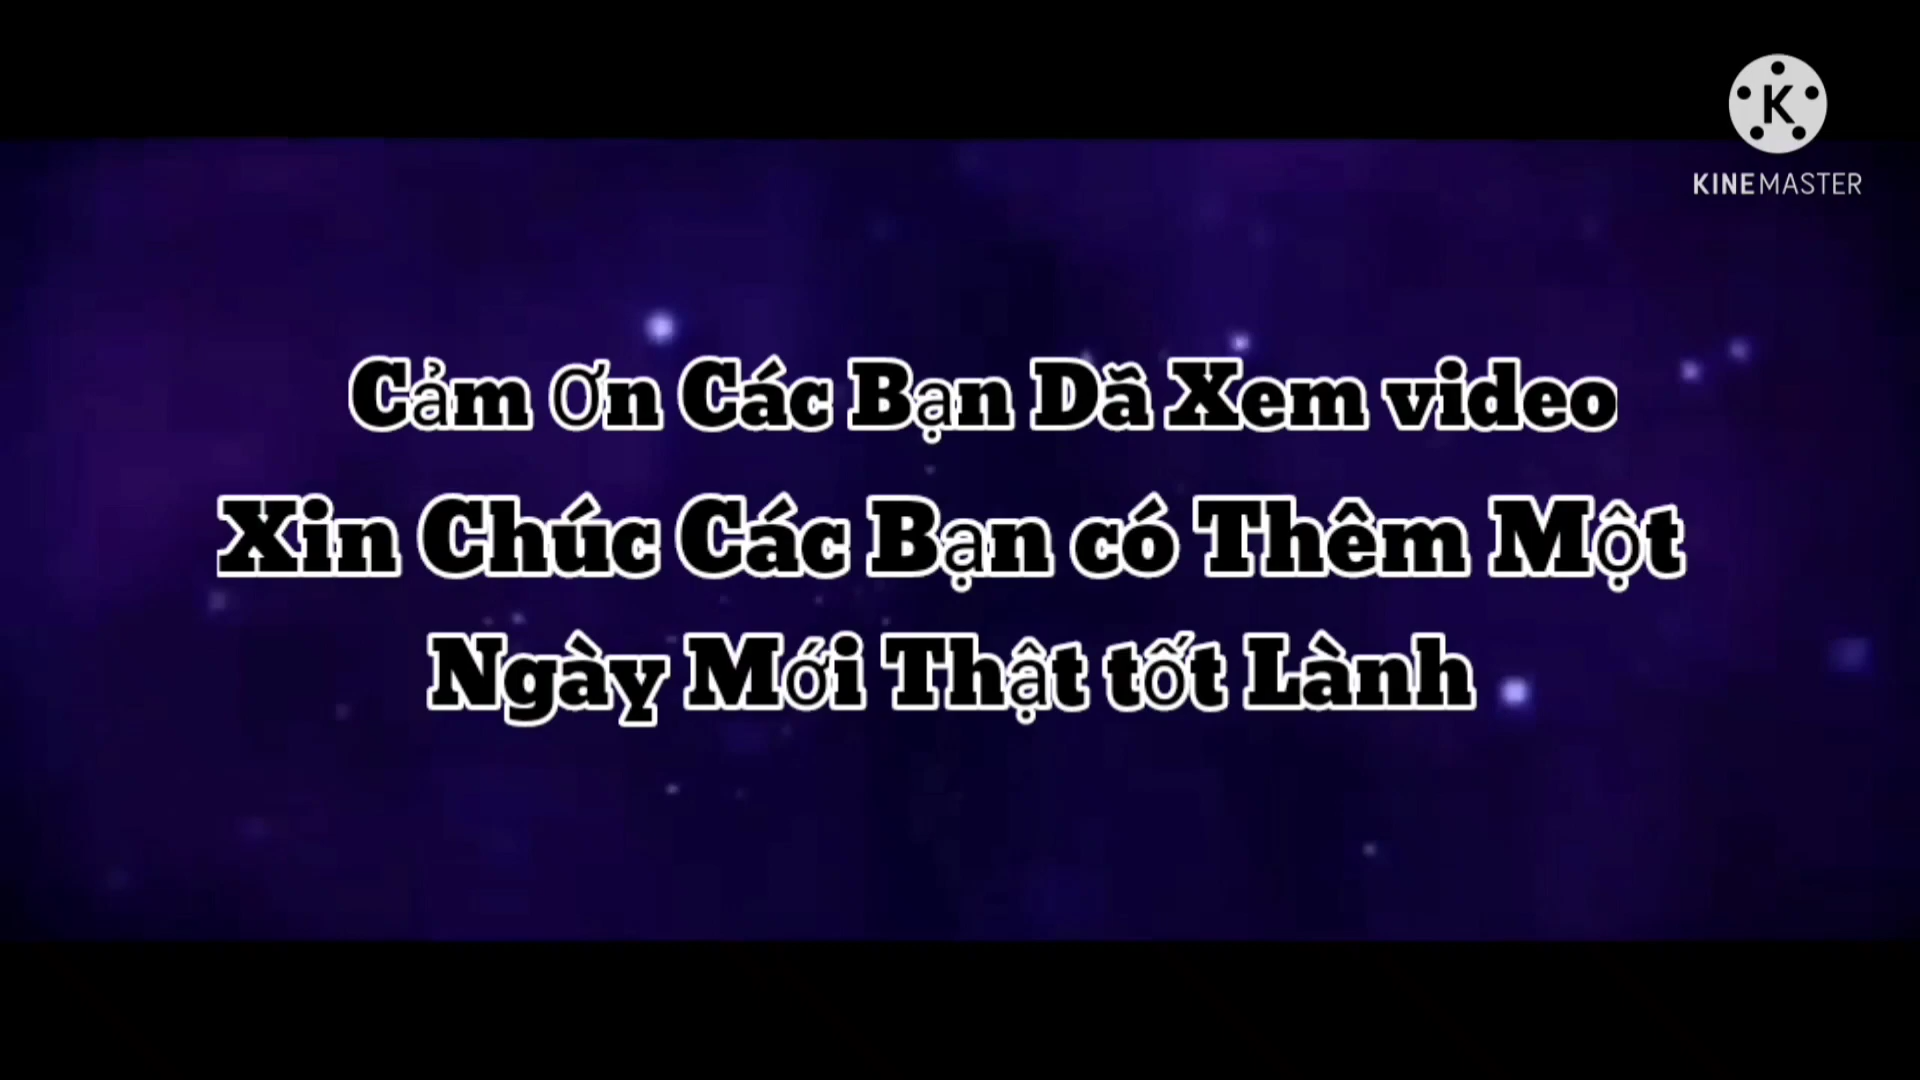 KINEMASTER
Cảm Ơn Các Bạn Dã Xem video
Xin Chúc Các Bạn có Thêm Một
Ngày Mới Thật tốt Lành